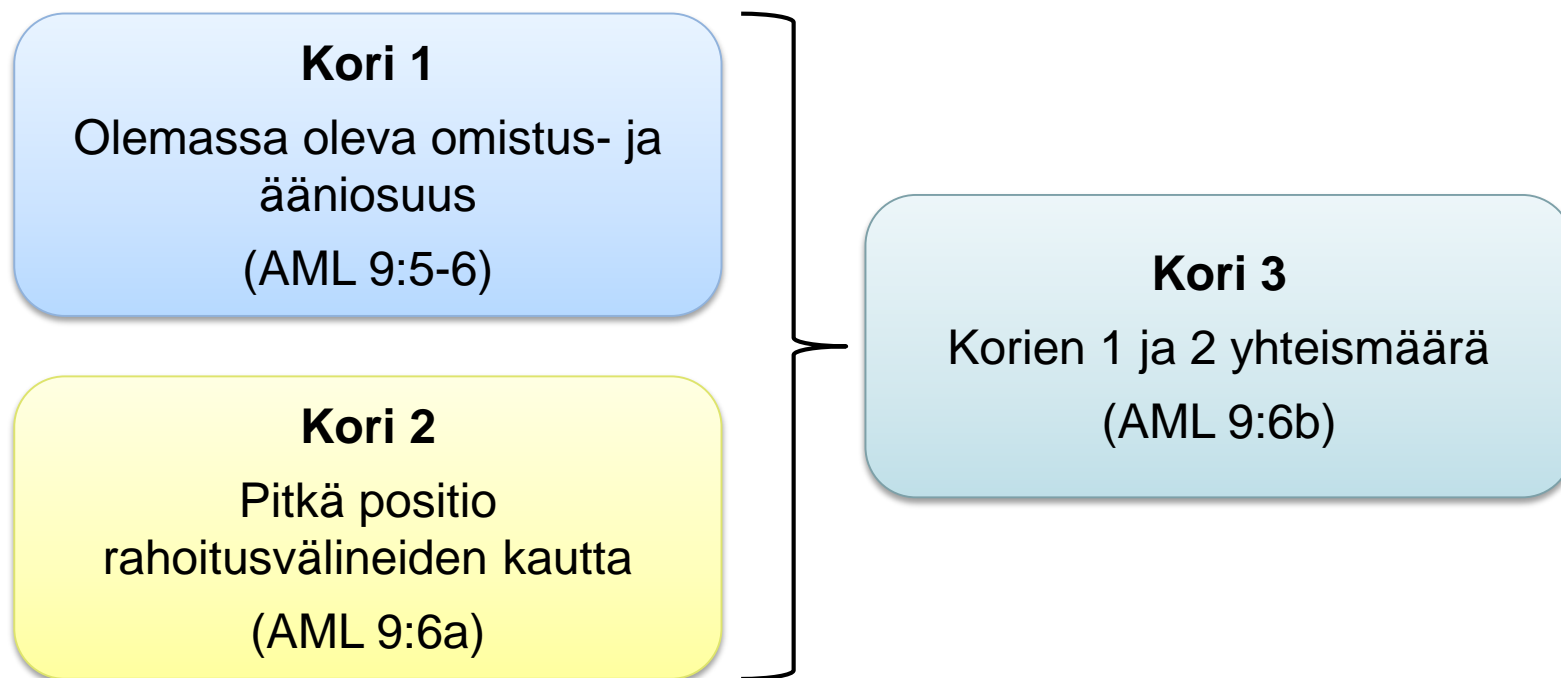 Kori 1
Olemassa oleva omistus- ja
ääniosuus
(AML 9:5-6)
Kori 2
Pitkä positio
rahoitusvälineiden kautta
(AML 9:6a)
Kori 3
Korien 1 ja 2 yhteismäärä
(AML 9:6b)